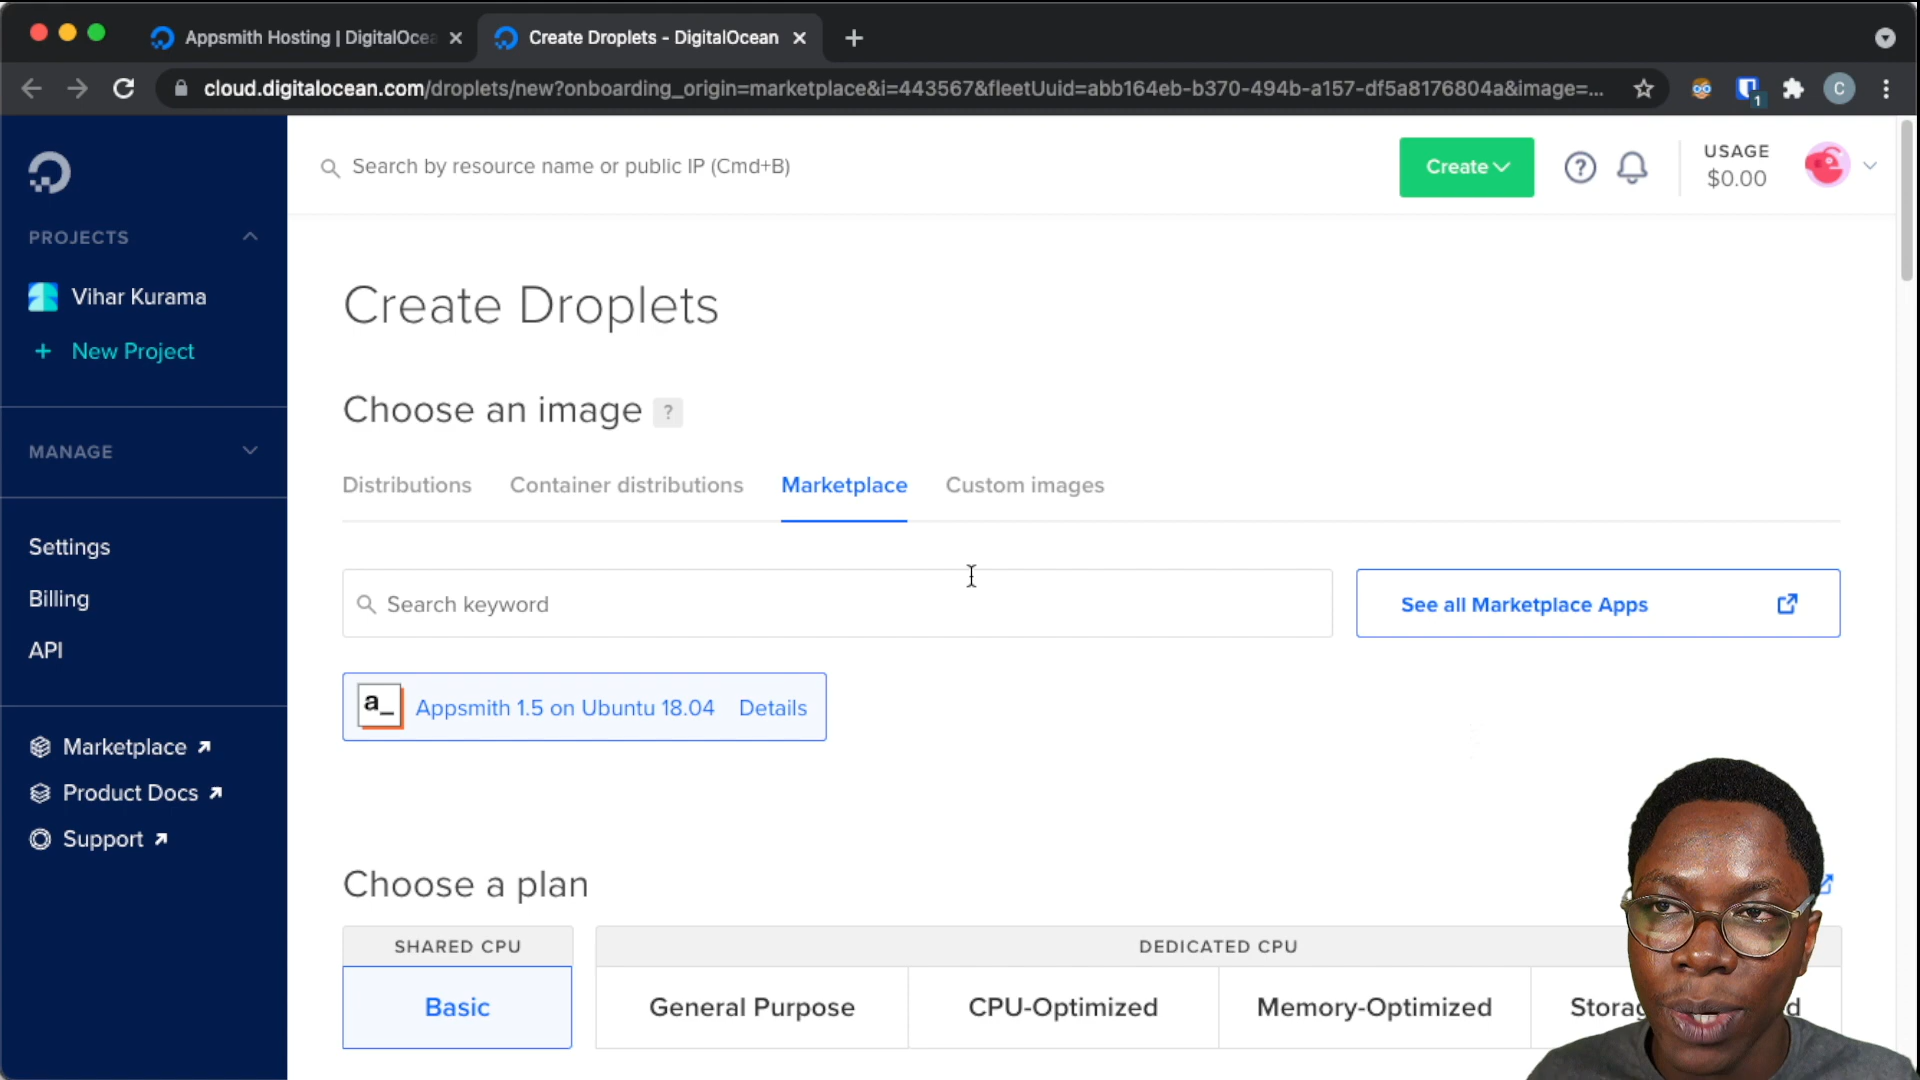 Appsmith Hosting | DigitalOcea
Create Droplets - DigitalOcean
cloud.digitalocean.com/droplets/new?onboarding_origin=marketplace&i=443567&fleetUuid=abb164eb-b370-494b-a157-df5a8176804a&image=...
1
C
Search by resource name or public IP (Cmd+B)
Create
?
USAGE
$0.00
PROJECTS
Vihar Kurama
+ New Project
MANAGE
Settings
Billing
API
Marketplace
Product Docs
Support
Create Droplets
Choose an image ?
Distributions
Container distributions
Marketplace
Custom images
Search keyword
See all Marketplace Apps
a_
Appsmith 1.5 on Ubuntu 18.04 Details
Choose a plan
SHARED CPU
DEDICATED CPU
Basic
General Purpose
CPU-Optimized
Memory-Optimized